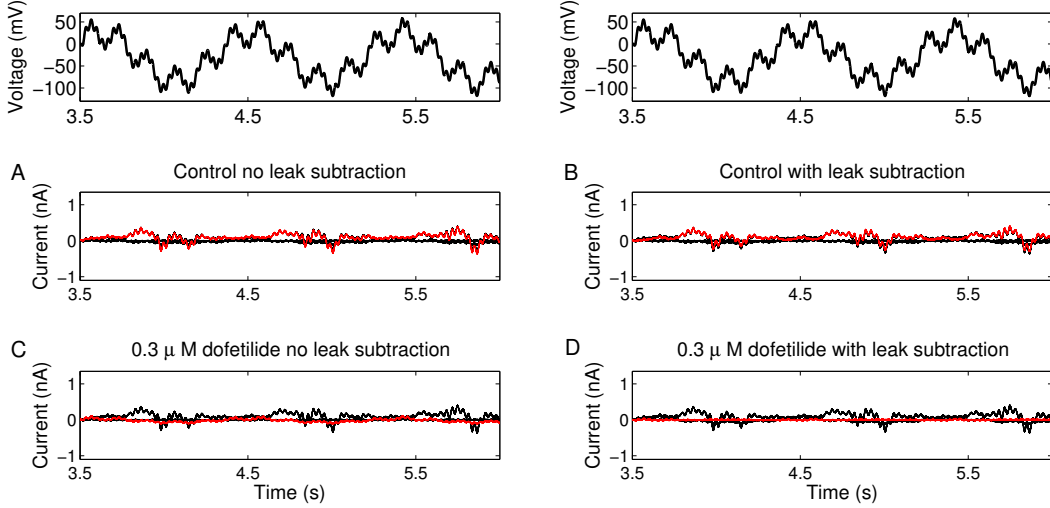 Voltage (mV)
50
0
−50
−100
3.5
4.5
5.5
Voltage (mV)
50
0
−50
−100
3.5
4.5
5.5
A
Control no leak subtraction
Current (nA)
1
0
−1
3.5
4.5
5.5
B
Control with leak subtraction
Current (nA)
1
0
−1
3.5
4.5
5.5
C
0.3 μ M dofetilide no leak subtraction
Current (nA)
1
0
−1
3.5
4.5
5.5
Time (s)
D
0.3 μ M dofetilide with leak subtraction
Current (nA)
1
0
−1
3.5
4.5
5.5
Time (s)